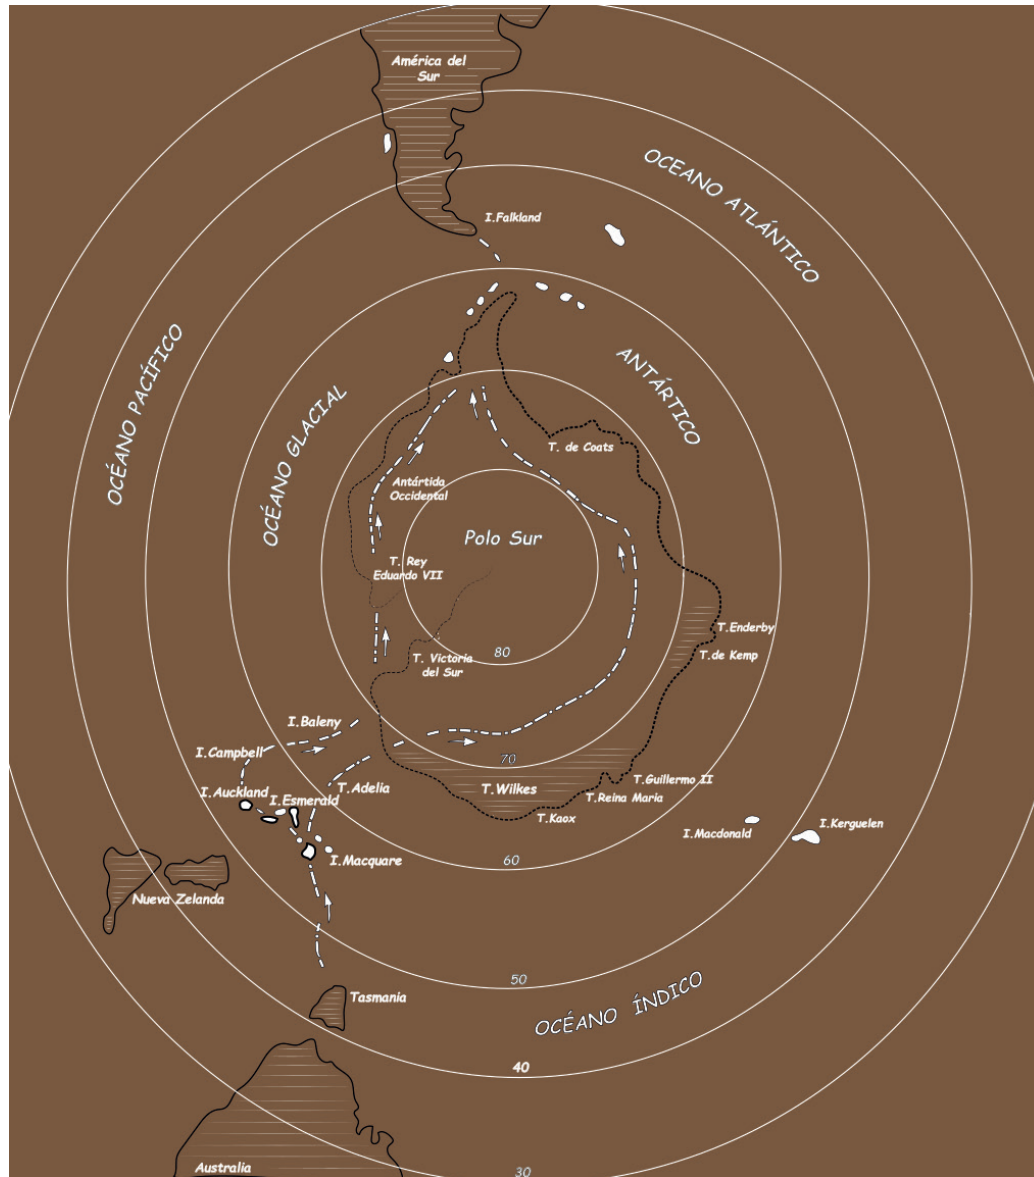 América del
Sur
OCÉANO ATLÁNTICO
I.Falkland
OCÉANO PACÍFICO
OCÉANO GLACIAL
ANTÁRTICO
T. de Coats
Antártida
Occidental
Polo Sur
T. Rey
Eduardo VII
T.Enderby
T.de Kemp
80
T. Victoria
del Sur
I.Baleny
I.Campbell
70
T.Guillermo II
T.Adelia
T.Wilkes
T.Reina Maria
I.Auckland
I.Esmerald
T.Kaox
I.Macdonald
I.Kerguelen
I.Macquare
60
Nueva Zelanda
50
Tasmania
OCÉANO ÍNDICO
40
Australia
30